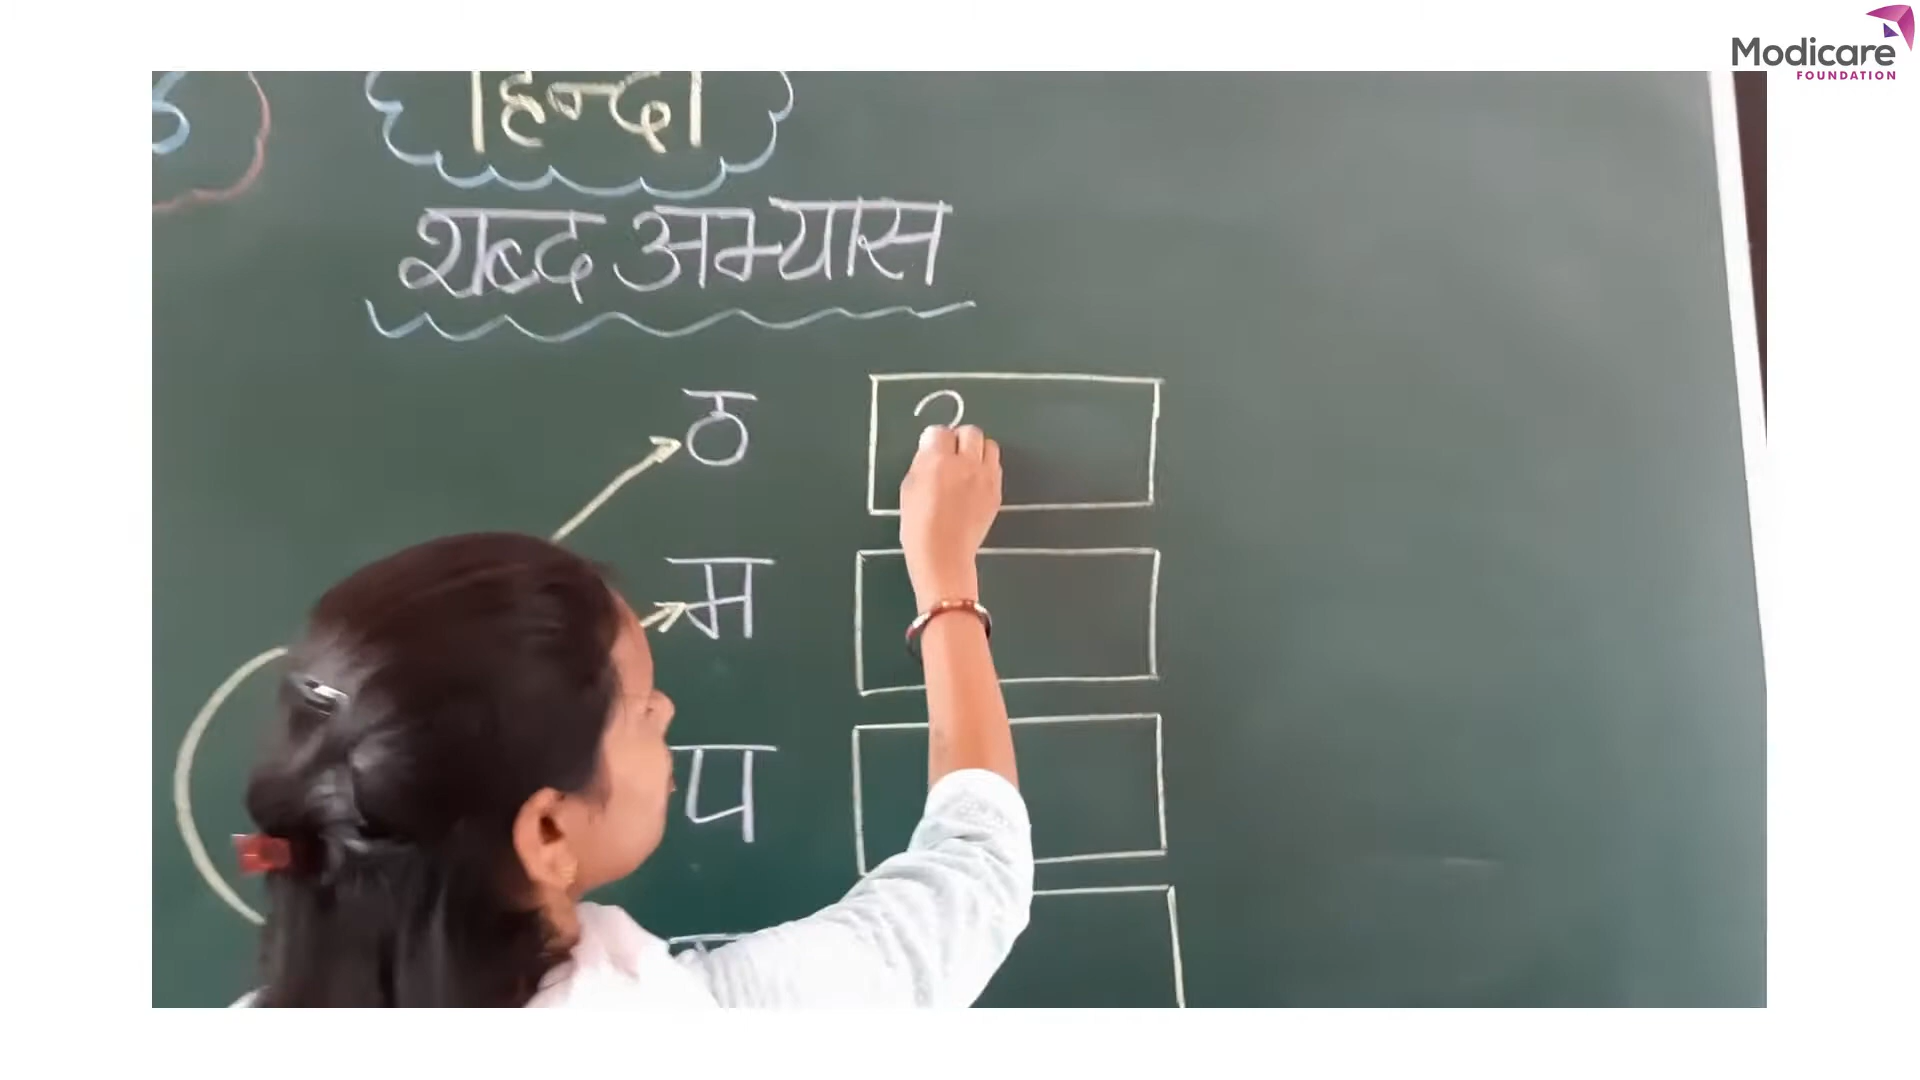 Modicare
FOUNDATION
हिन्दी
शब्द अभ्यास
ठ
म
प